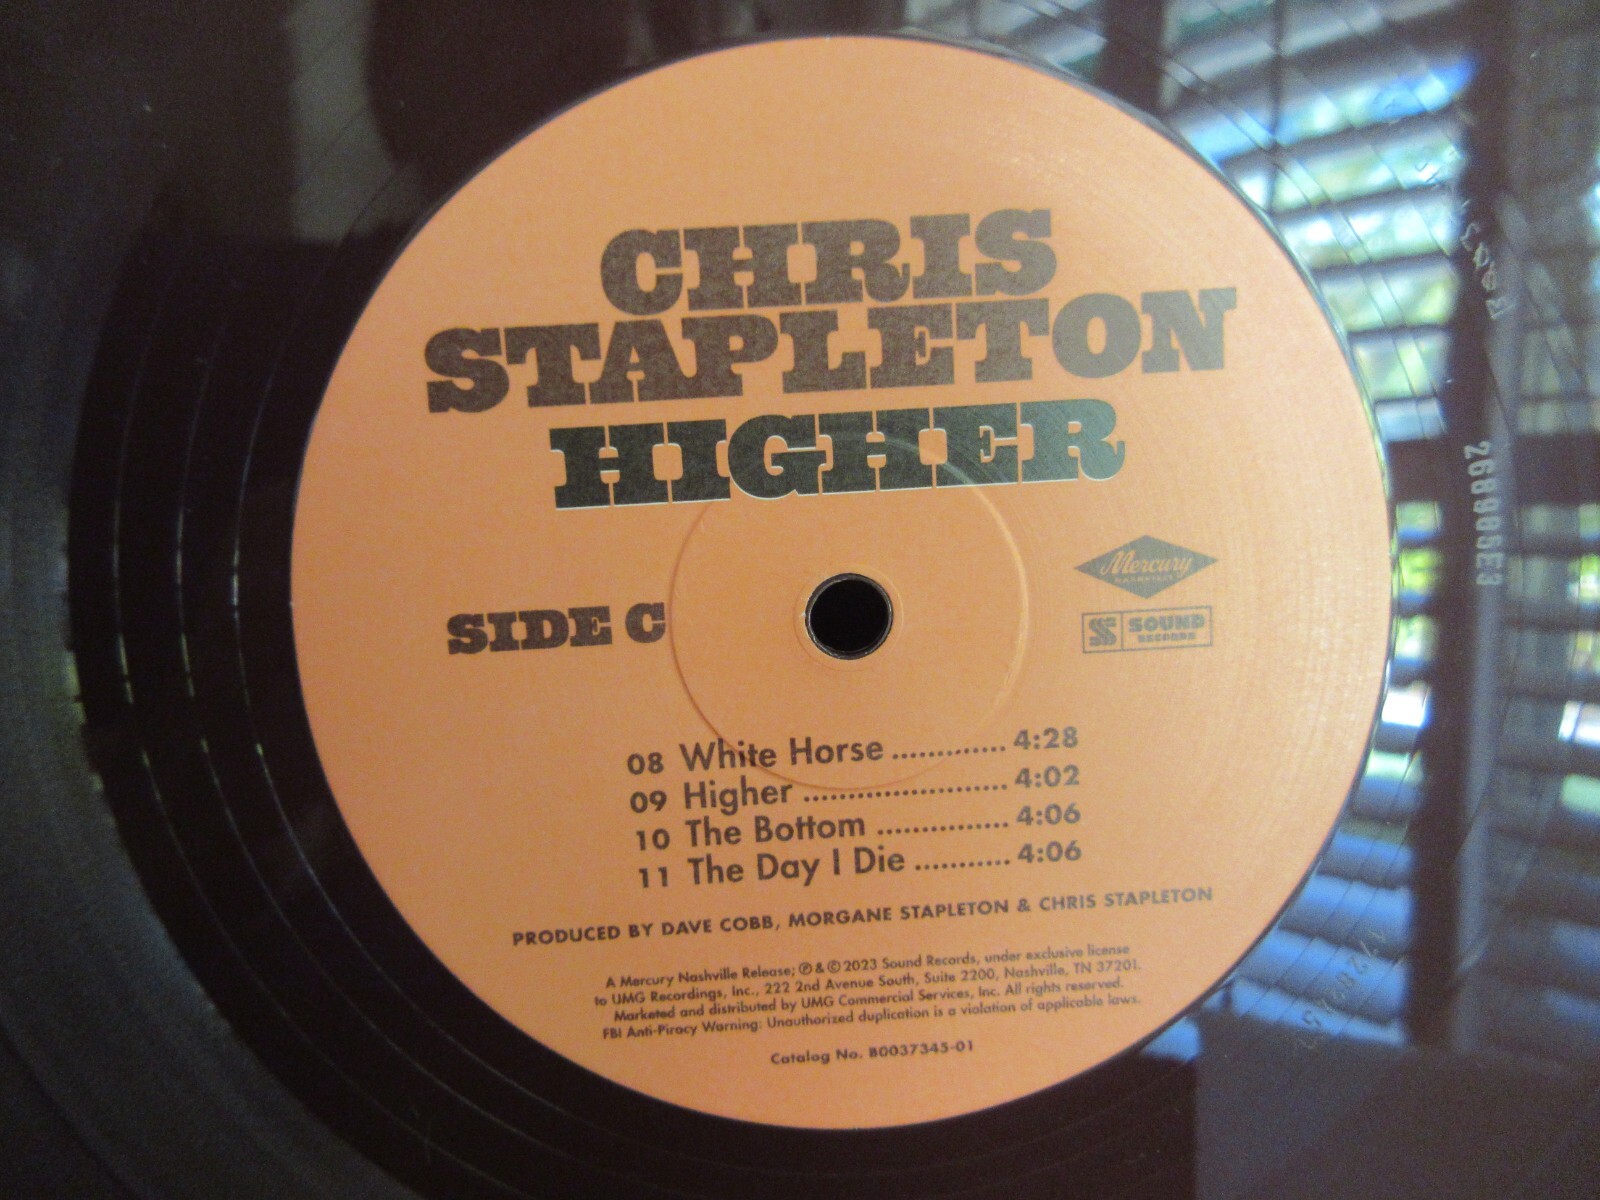 CHRIS
STAPLETON
HIGHER
Mercury
NASHVILLE
SIDE C
S SOUND
RECORDS
08 White Horse ............. 4:28
09 Higher ....................... 4:02
10 The Bottom ............... 4:06
11 The Day I Die ........... 4:06
PRODUCED BY DAVE COBB, MORGANE STAPLETON & CHRIS STAPLETON
A Mercury Nashville Release; ℗ & © 2023 Sound Records, under exclusive license
to UMG Recordings, Inc., 222 2nd Avenue South, Suite 2200, Nashville, TN 37201.
Marketed and distributed by UMG Commercial Services, Inc. All rights reserved.
FBI Anti-Piracy Warning: Unauthorized duplication is a violation of applicable laws.
Catalog No. B0037345-01
268905E3